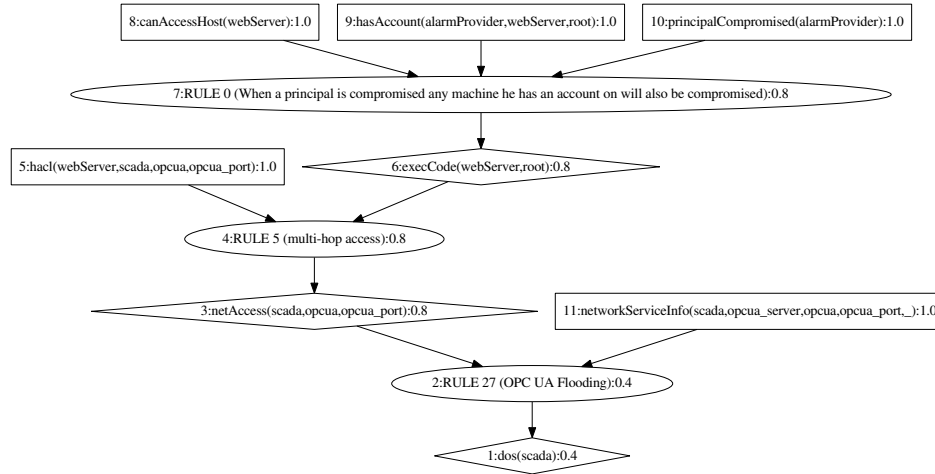 8:canAccessHost(webServer):1.0
9:hasAccount(alarmProvider,webServer,root):1.0
10:principalCompromised(alarmProvider):1.0
7:RULE 0 (When a principal is compromised any machine he has an account on will also be compromised):0.8
5:hacl(webServer,scada,opcua,opcua_port):1.0
6:execCode(webServer,root):0.8
4:RULE 5 (multi-hop access):0.8
3:netAccess(scada,opcua,opcua_port):0.8
11:networkServiceInfo(scada,opcua_server,opcua,opcua_port,_):1.0
2:RULE 27 (OPC UA Flooding):0.4
1:dos(scada):0.4